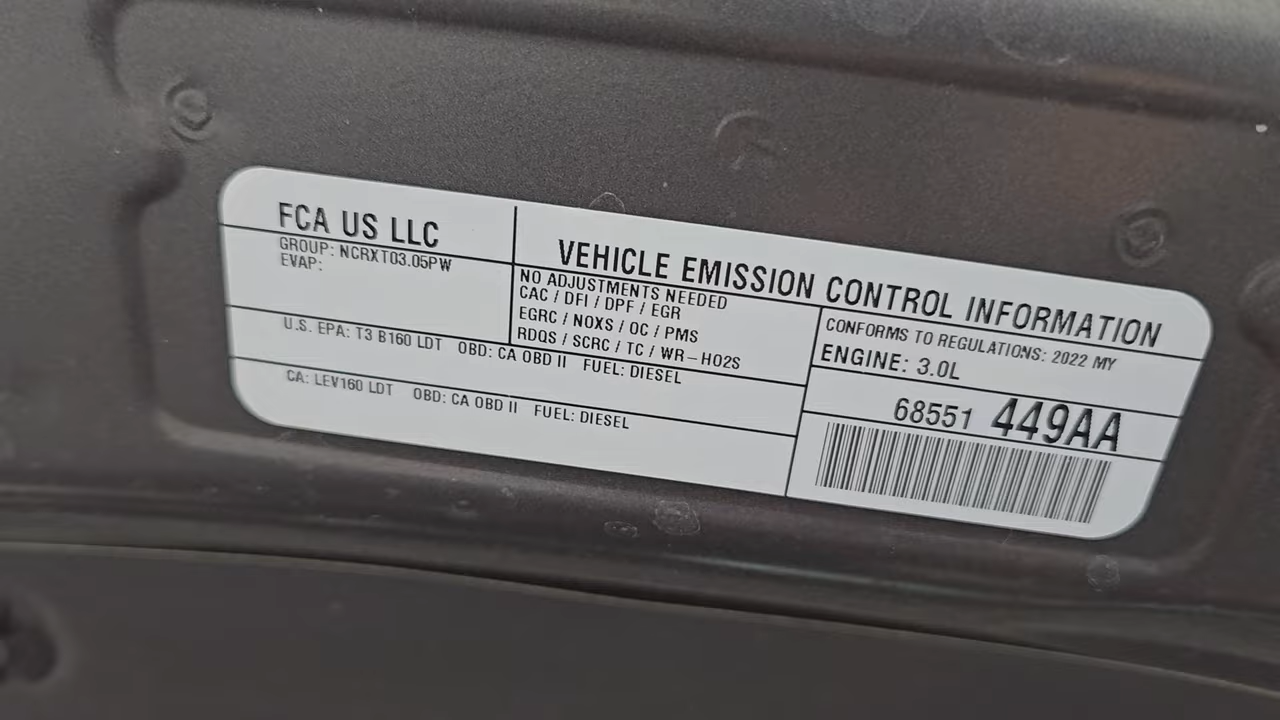 FCA US LLC
GROUP: NCRXT03.05PW
EVAP:
VEHICLE EMISSION CONTROL INFORMATION
NO ADJUSTMENTS NEEDED
CAC / DFI / DPF / EGR
EGRC / NOXS / OC / PMS
RDQS / SCRC / TC / WR-HO2S
CONFORMS TO REGULATIONS: 2022 MY
ENGINE: 3.0L
U.S. EPA: T3 B160 LDT OBD: CA OBD II FUEL: DIESEL
CA: LEV160 LDT OBD: CA OBD II FUEL: DIESEL
68551 449AA